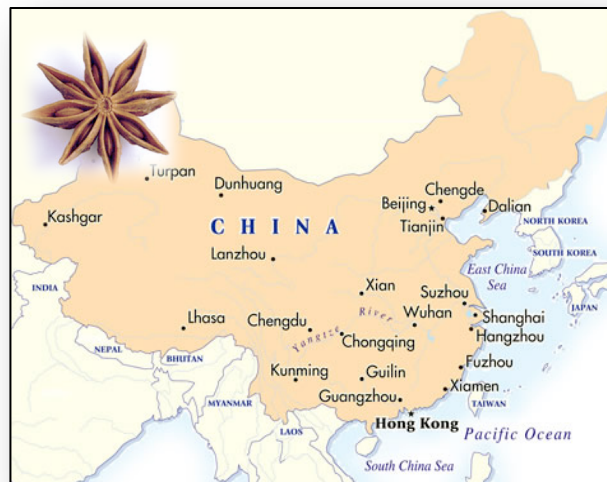 Turpan
Dunhuang
Kashgar
CHINA
Beijing
Chengde
Dalian
Tianjin
NORTH KOREA
SOUTH KOREA
Lanzhou
East China
Sea
JAPAN
INDIA
Xian
Suzhou
Shanghai
Hangzhou
Wuhan
Lhasa
Chengdu
Yangtze River
Chongqing
NEPAL
BHUTAN
Fuzhou
Kunming
Guilin
Xiamen
Guangzhou
TAIWAN
MYANMAR
Hong Kong
LAOS
Pacific Ocean
South China Sea